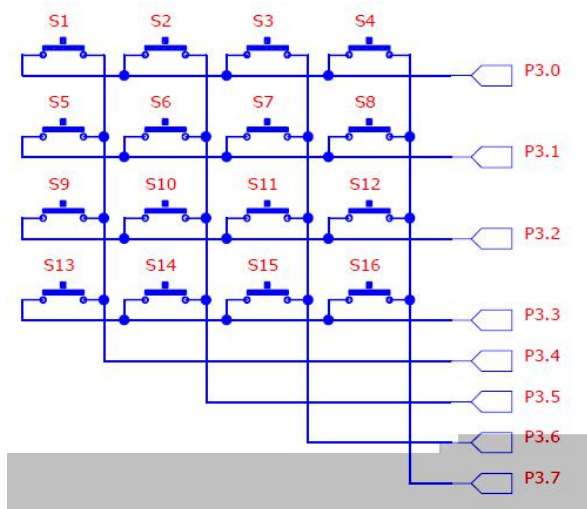 S1 S2 S3 S4
P3.0
S5 S6 S7 S8
P3.1
S9 S10 S11 S12
P3.2
S13 S14 S15 S16
P3.3
P3.4
P3.5
P3.6
P3.7